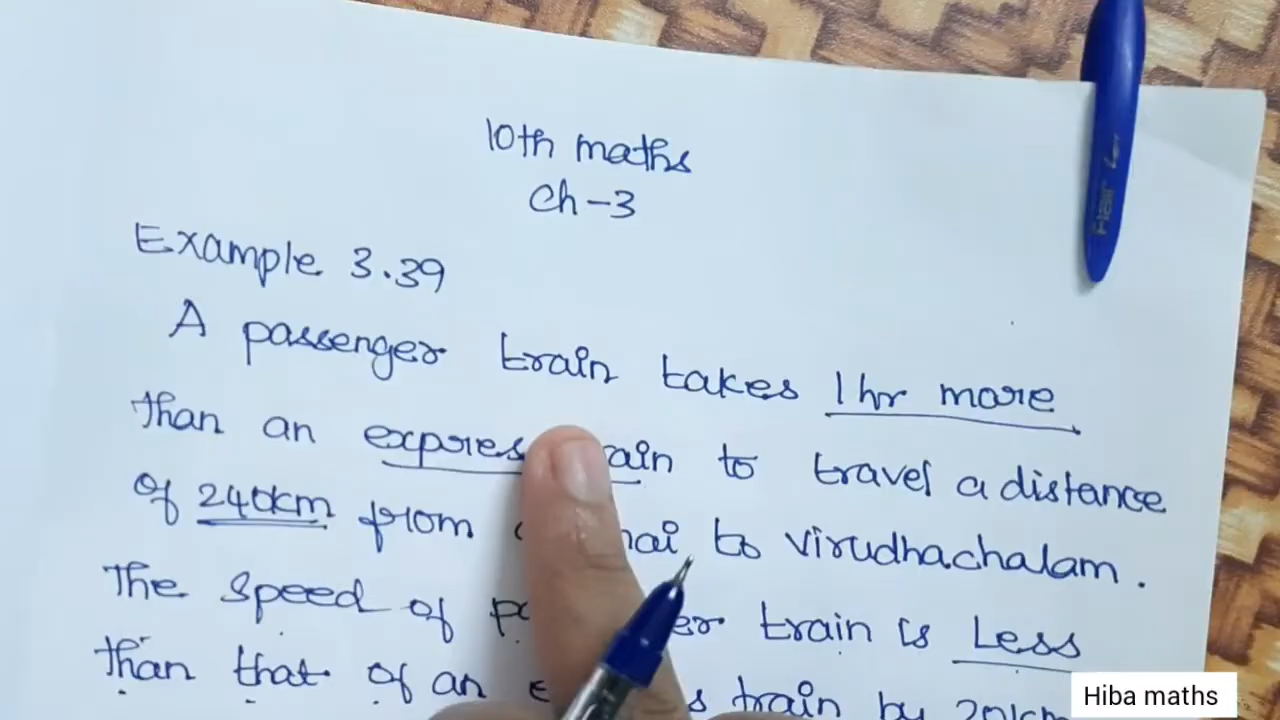 10th maths
Ch-3
Example 3.39
A passenger train takes 1hr more
than an express train to travel a distance
of 240km from to virudhachalam.
The speed of train is Less
than that of an train by
Hiba maths
Flair